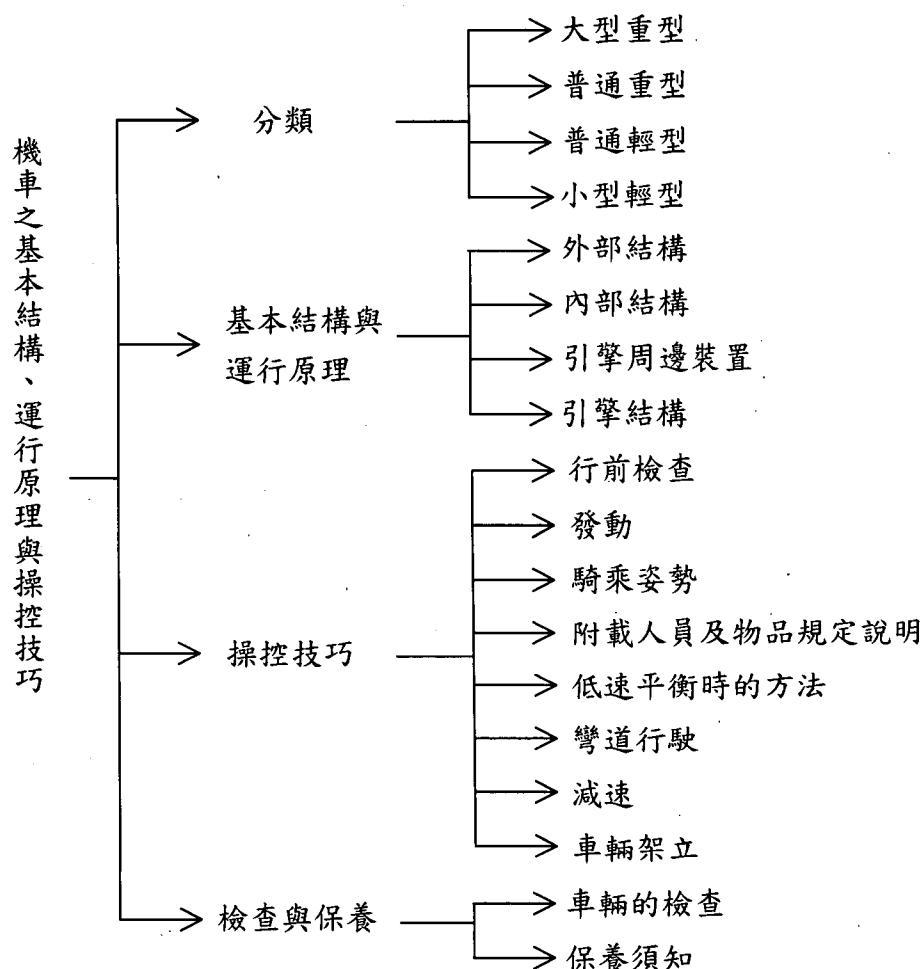 機車之基本結構、運行原理與操控技巧
分類
大型重型
普通重型
普通輕型
小型輕型
基本結構與
運行原理
外部結構
內部結構
引擎周邊裝置
引擎結構
操控技巧
行前檢查
發動
騎乘姿勢
附載人員及物品規定說明
低速平衡時的方法
彎道行駛
減速
車輛架立
檢查與保養
車輛的檢查
保養須知